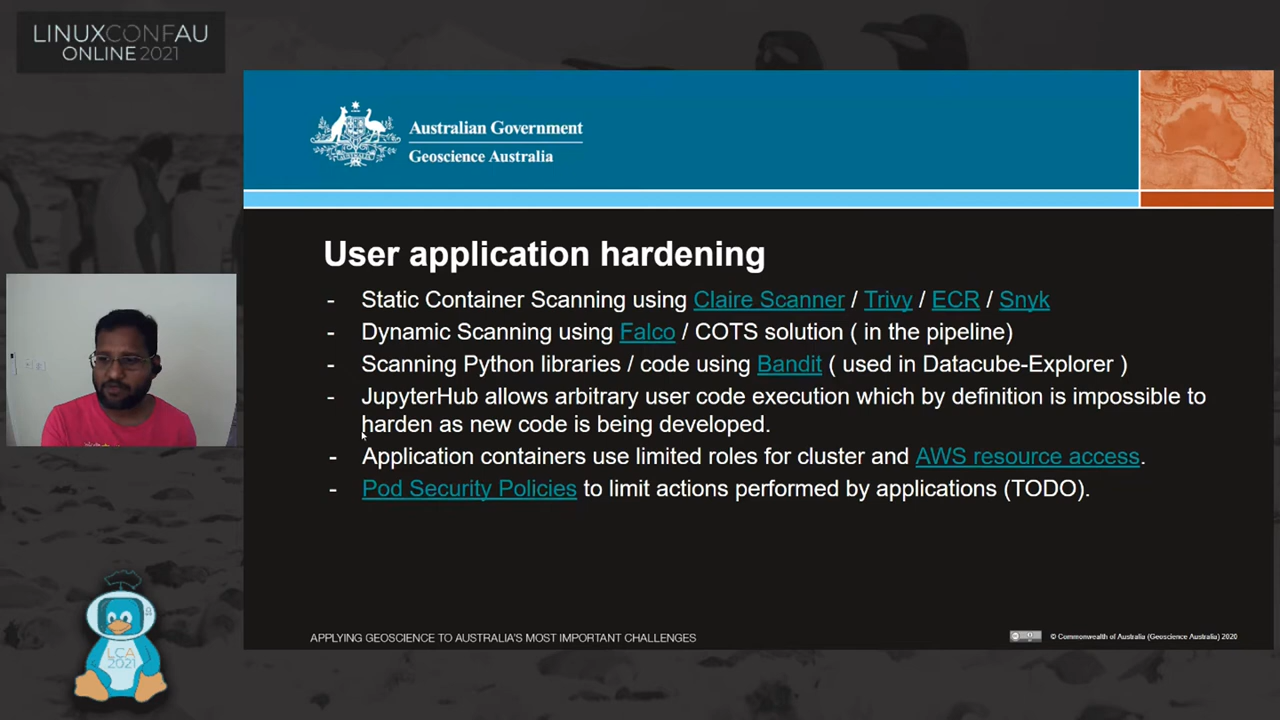 LINUXCONFAU
ONLINE 2021
Australian Government
Geoscience Australia
User application hardening
- Static Container Scanning using Claire Scanner / Trivy / ECR / Snyk
- Dynamic Scanning using Falco / COTS solution ( in the pipeline)
- Scanning Python libraries / code using Bandit ( used in Datacube-Explorer )
- JupyterHub allows arbitrary user code execution which by definition is impossible to
harden as new code is being developed.
- Application containers use limited roles for cluster and AWS resource access.
- Pod Security Policies to limit actions performed by applications (TODO).
LCA
2021
APPLYING GEOSCIENCE TO AUSTRALIA'S MOST IMPORTANT CHALLENGES
© Commonwealth of Australia (Geoscience Australia) 2020